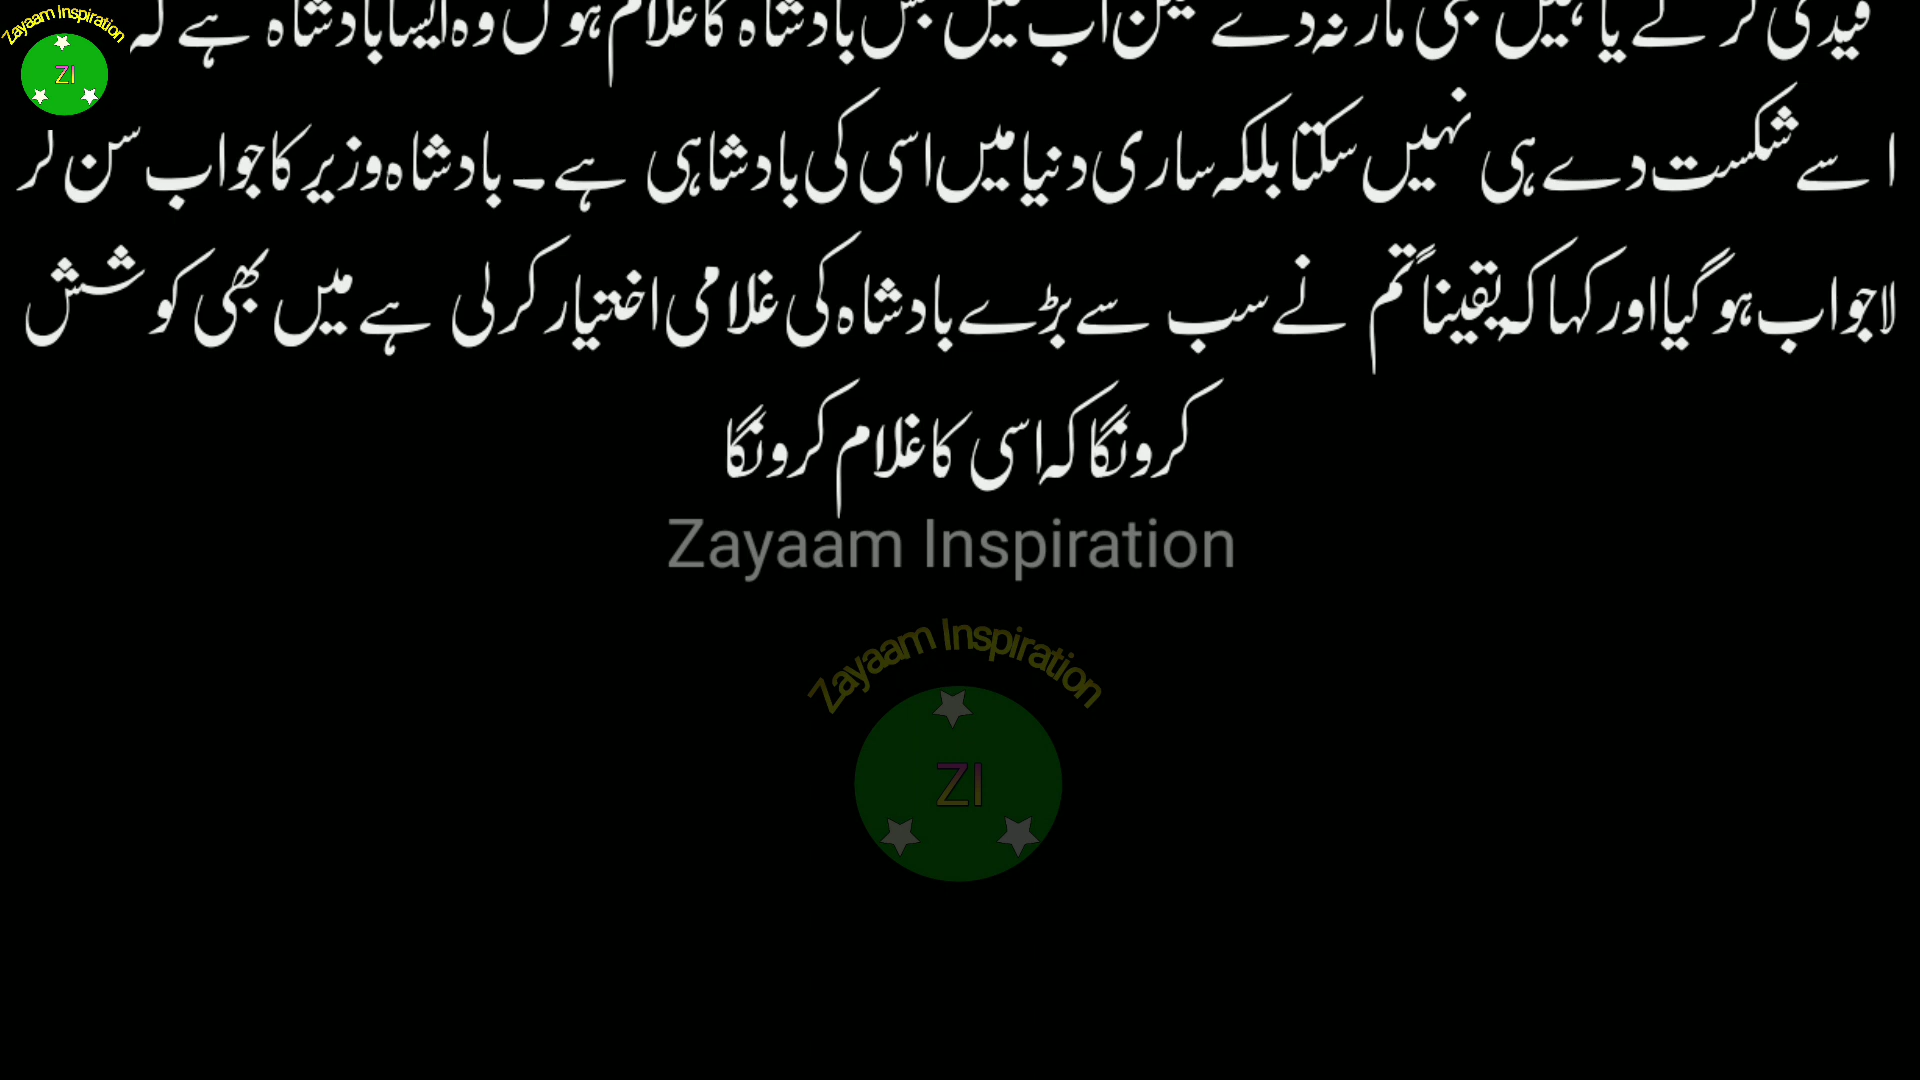 Zayaam Inspiration
ZI
قیدی کر لے یا کہیں بھی مار نہ دے لیکن اب میں جس بادشاہ کا غلام ہوں وہ ایسا بادشاہ ہے کہ
اسے شکست دے ہی نہیں سکتا بلکہ ساری دنیا میں اسی کی بادشاہی ہے۔ بادشاہ وزیر کا جواب سن کر
لاجواب ہو گیا اور کہا کہ یقیناً تم نے سب سے بڑے بادشاہ کی غلامی اختیار کر لی ہے میں بھی کوشش
کرونگا کہ اسی کا غلام کرونگا
Zayaam Inspiration
Zayaam Inspiration
ZI